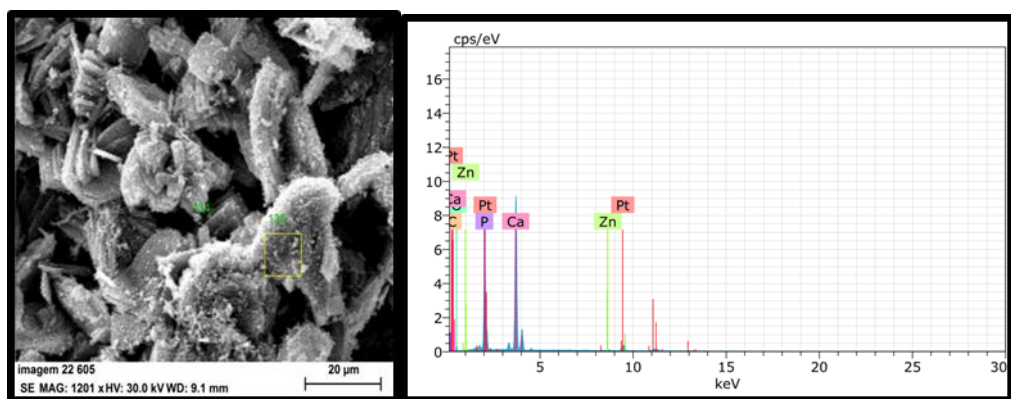 imagem 22 605
SE MAG: 1201 x HV: 30.0 kV WD: 9.1 mm
20 µm
cps/eV
16
14
12
10
8
6
4
2
0
Pt
Zn
Ca
C
Pt
P
Ca
Zn
Pt
5
10
15
20
25
30
keV